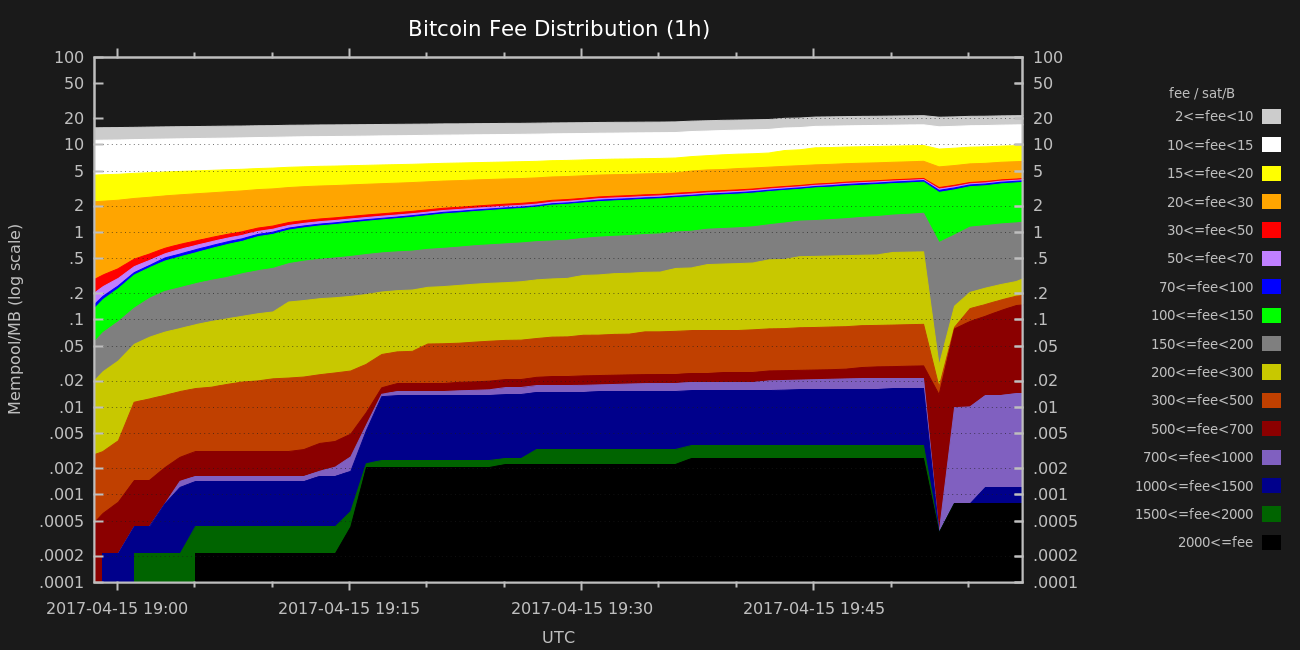 Bitcoin Fee Distribution (1h)
Mempool/MB (log scale)
100
50
20
10
5
2
1
.5
.2
.1
.05
.02
.01
.005
.002
.001
.0005
.0002
.0001
100
50
20
10
5
2
1
.5
.2
.1
.05
.02
.01
.005
.002
.001
.0005
.0002
.0001
2017-04-15 19:00
2017-04-15 19:15
2017-04-15 19:30
2017-04-15 19:45
UTC
fee / sat/B
2<=fee<10
10<=fee<15
15<=fee<20
20<=fee<30
30<=fee<50
50<=fee<70
70<=fee<100
100<=fee<150
150<=fee<200
200<=fee<300
300<=fee<500
500<=fee<700
700<=fee<1000
1000<=fee<1500
1500<=fee<2000
2000<=fee